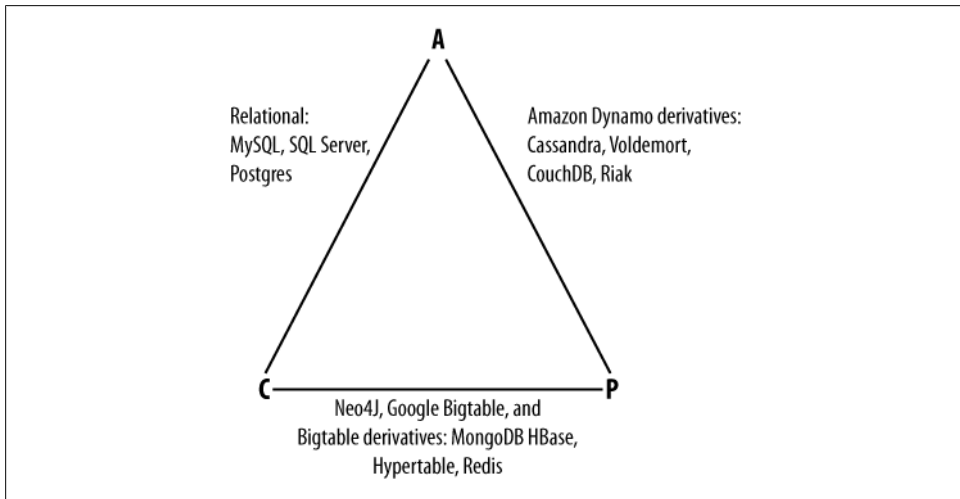 A
Relational:
MySQL, SQL Server,
Postgres
Amazon Dynamo derivatives:
Cassandra, Voldemort,
CouchDB, Riak
C
P
Neo4J, Google Bigtable, and
Bigtable derivatives: MongoDB HBase,
Hypertable, Redis